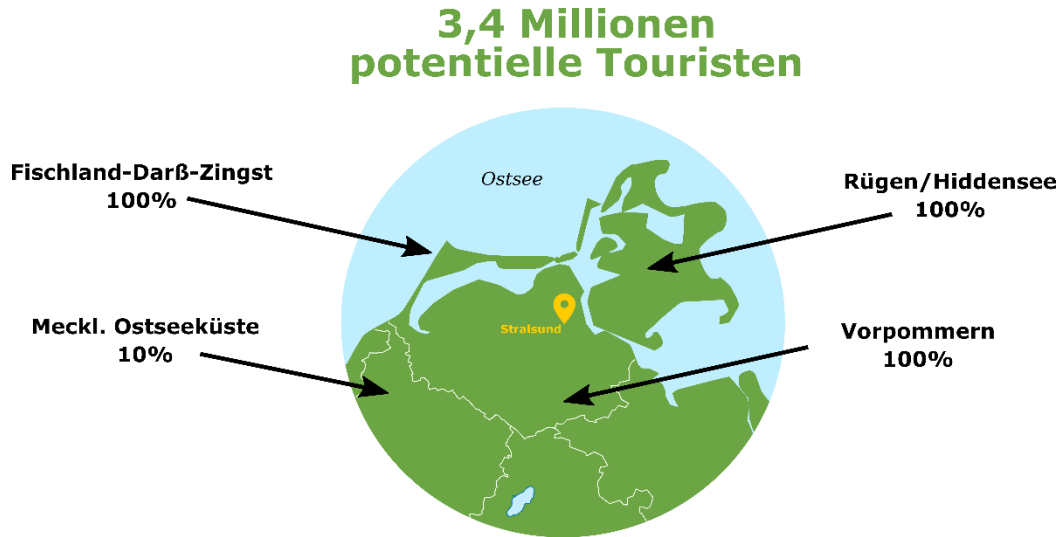 3,4 Millionen
potentielle Touristen
Fischland-Darß-Zingst
100%
Ostsee
Rügen/Hiddensee
100%
Meckl. Ostseeküste
10%
Stralsund
Vorpommern
100%